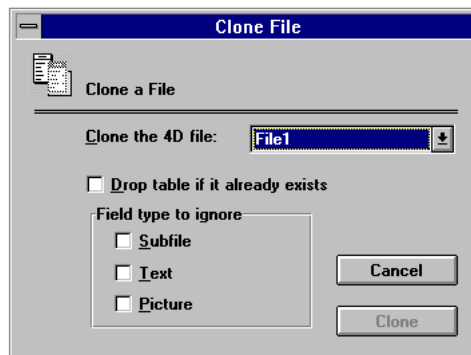 Clone File
Clone a File
Clone the 4D file: File1
Drop table if it already exists
Field type to ignore
Subfile
Text
Picture
Cancel
Clone